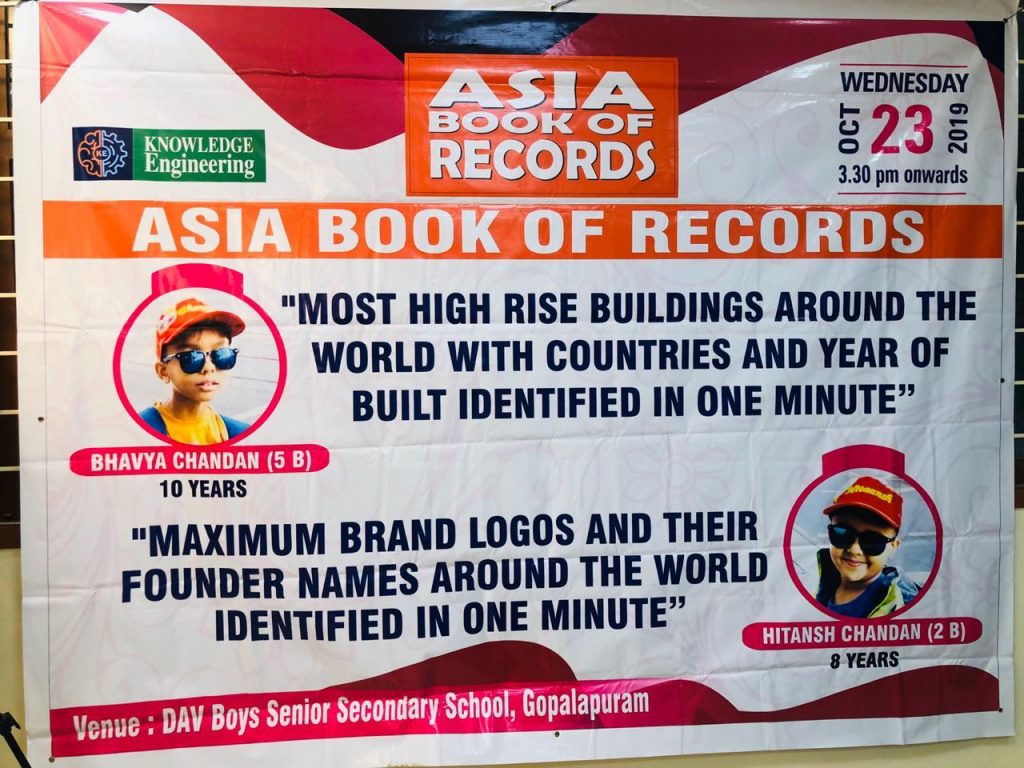 ASIA
BOOK OF
RECORDS
KNOWLEDGE
Engineering
KE
WEDNESDAY
OCT 23 2019
3.30 pm onwards
ASIA BOOK OF RECORDS
"MOST HIGH RISE BUILDINGS AROUND THE
WORLD WITH COUNTRIES AND YEAR OF
BUILT IDENTIFIED IN ONE MINUTE”
BHAVYA CHANDAN (5 B)
10 YEARS
"MAXIMUM BRAND LOGOS AND THEIR
FOUNDER NAMES AROUND THE WORLD
IDENTIFIED IN ONE MINUTE”
HITANSH CHANDAN (2 B)
8 YEARS
Venue : DAV Boys Senior Secondary School, Gopalapuram